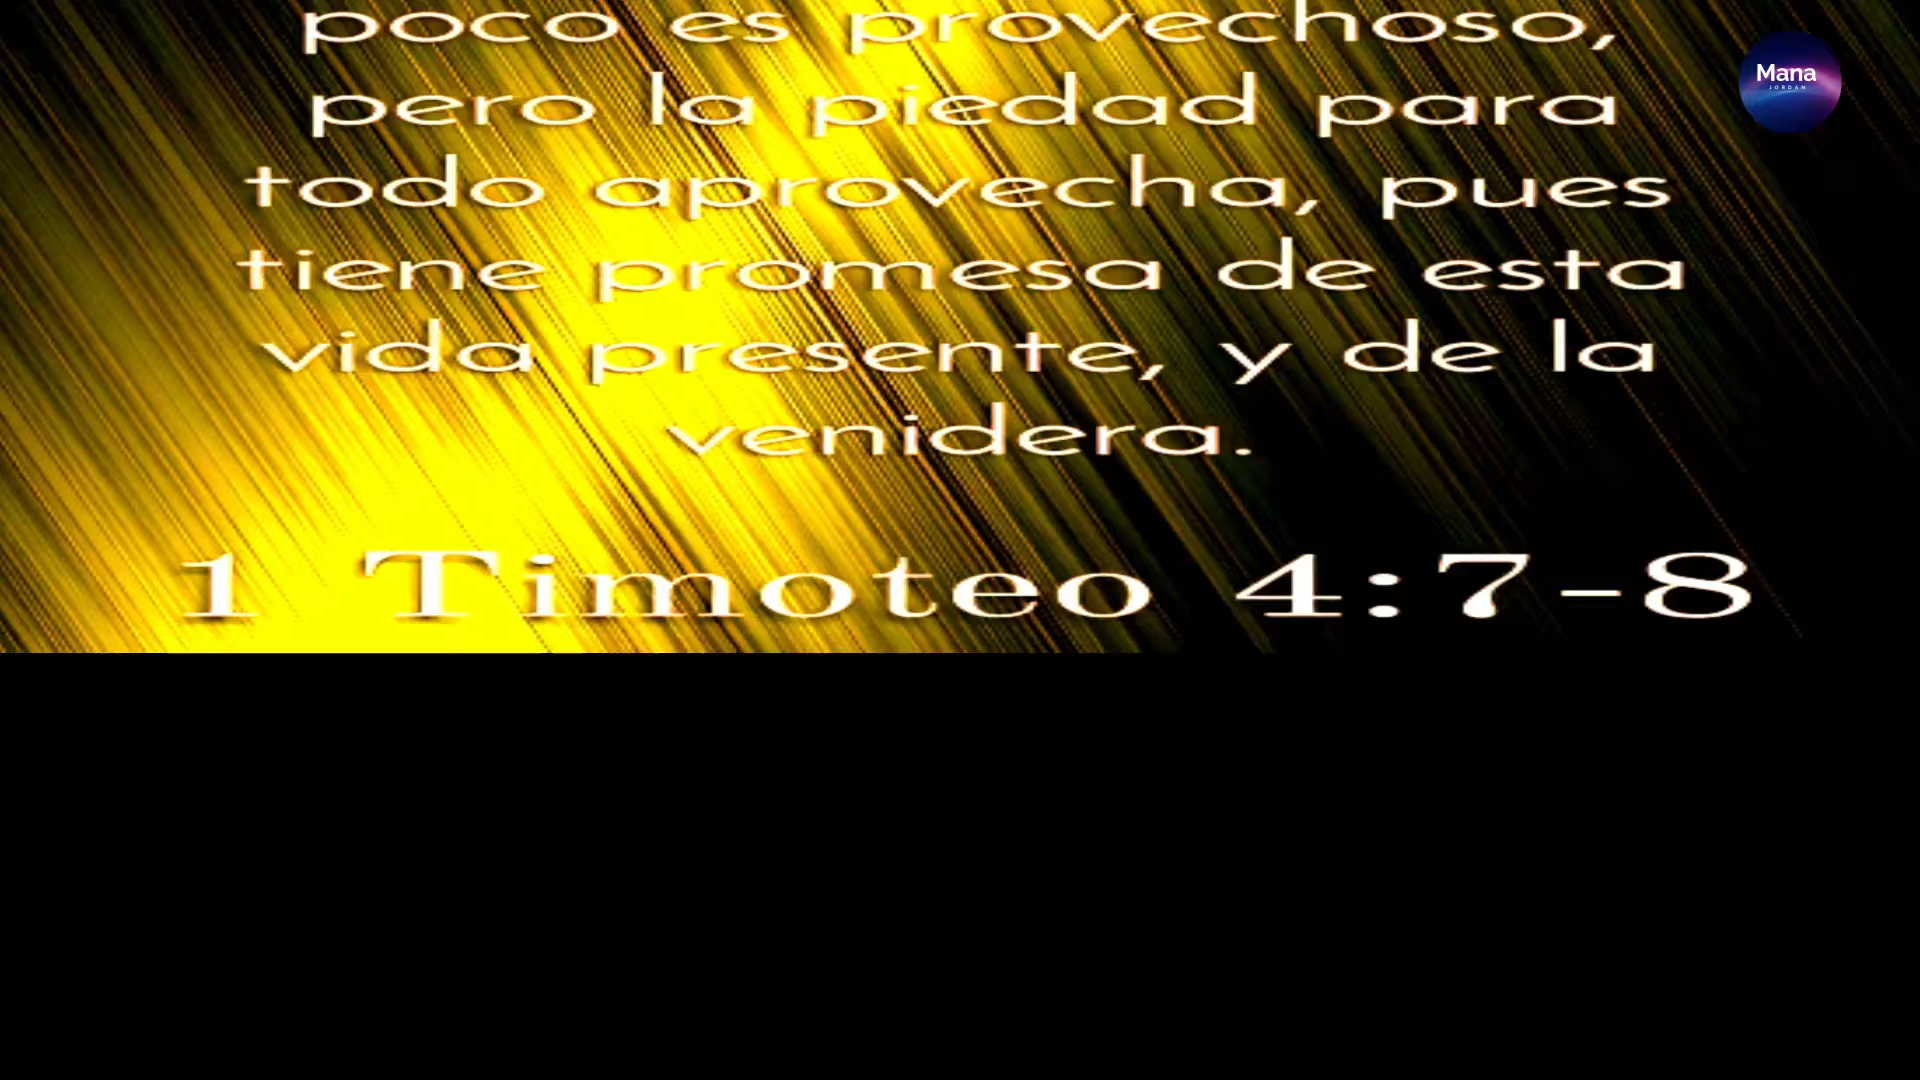 poco es provechoso,
pero la piedad para
todo aprovecha, pues
tiene promesa de esta
vida presente, y de la
venidera.
1 Timoteo 4:7-8
Mana
JORDAN